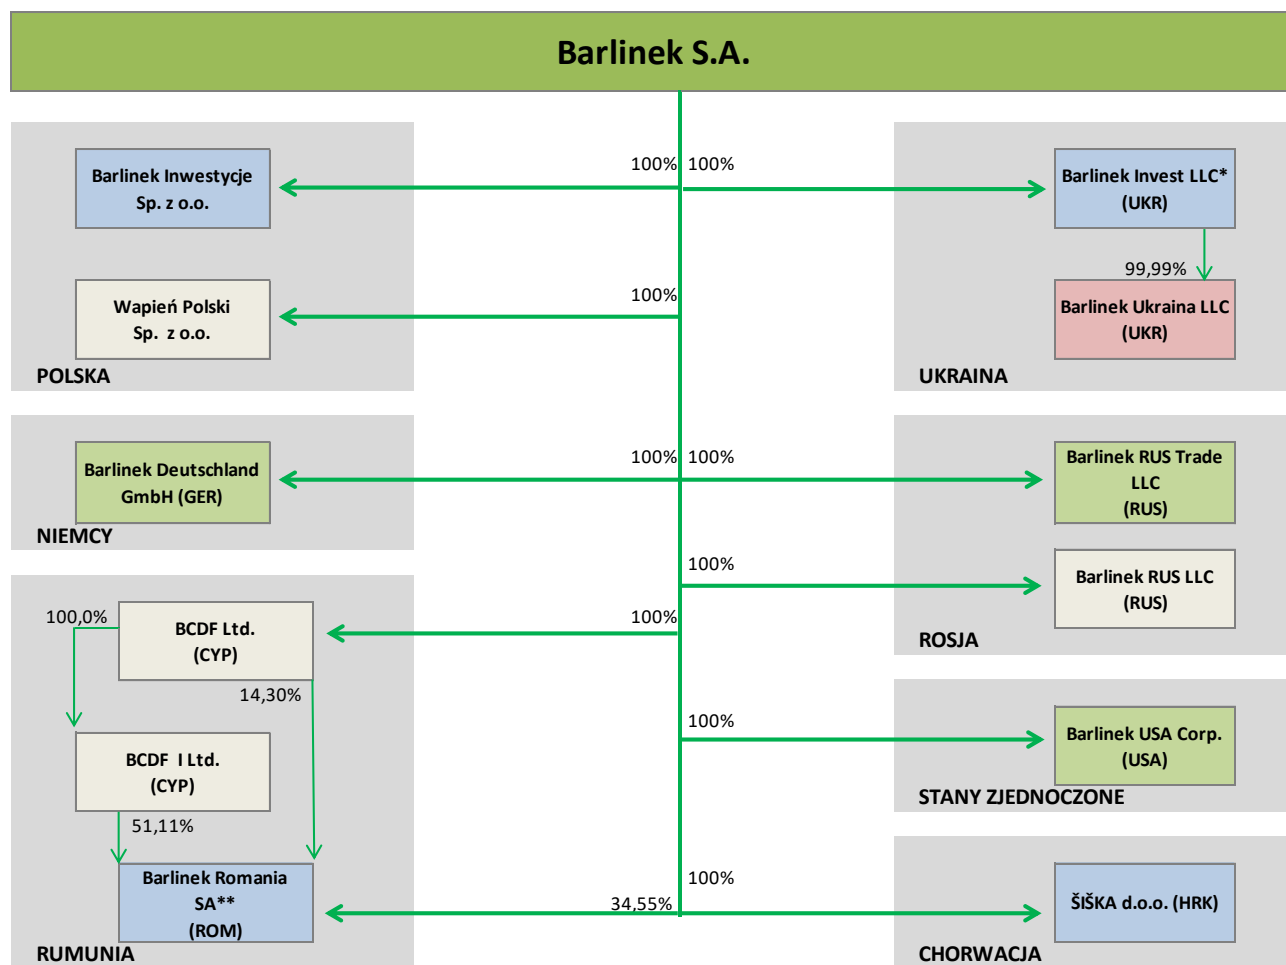 Barlinek S.A.
100%
100%
Barlinek Inwestycje
Sp. z o.o.
Barlinek Invest LLC*
(UKR)
99,99%
Wapień Polski
Sp. z o.o.
100%
Barlinek Ukraina LLC
(UKR)
POLSKA
UKRAINA
Barlinek Deutschland
GmbH (GER)
100%
100%
Barlinek RUS Trade
LLC
(RUS)
NIEMCY
100%
Barlinek RUS LLC
(RUS)
ROSJA
100,0%
BCDF Ltd.
(CYP)
100%
14,30%
BCDF I Ltd.
(CYP)
51,11%
100%
Barlinek USA Corp.
(USA)
STANY ZJEDNOCZONE
Barlinek Romania
SA**
(ROM)
34,55%
100%
ŠIŠKA d.o.o. (HRK)
RUMUNIA
CHORWACJA